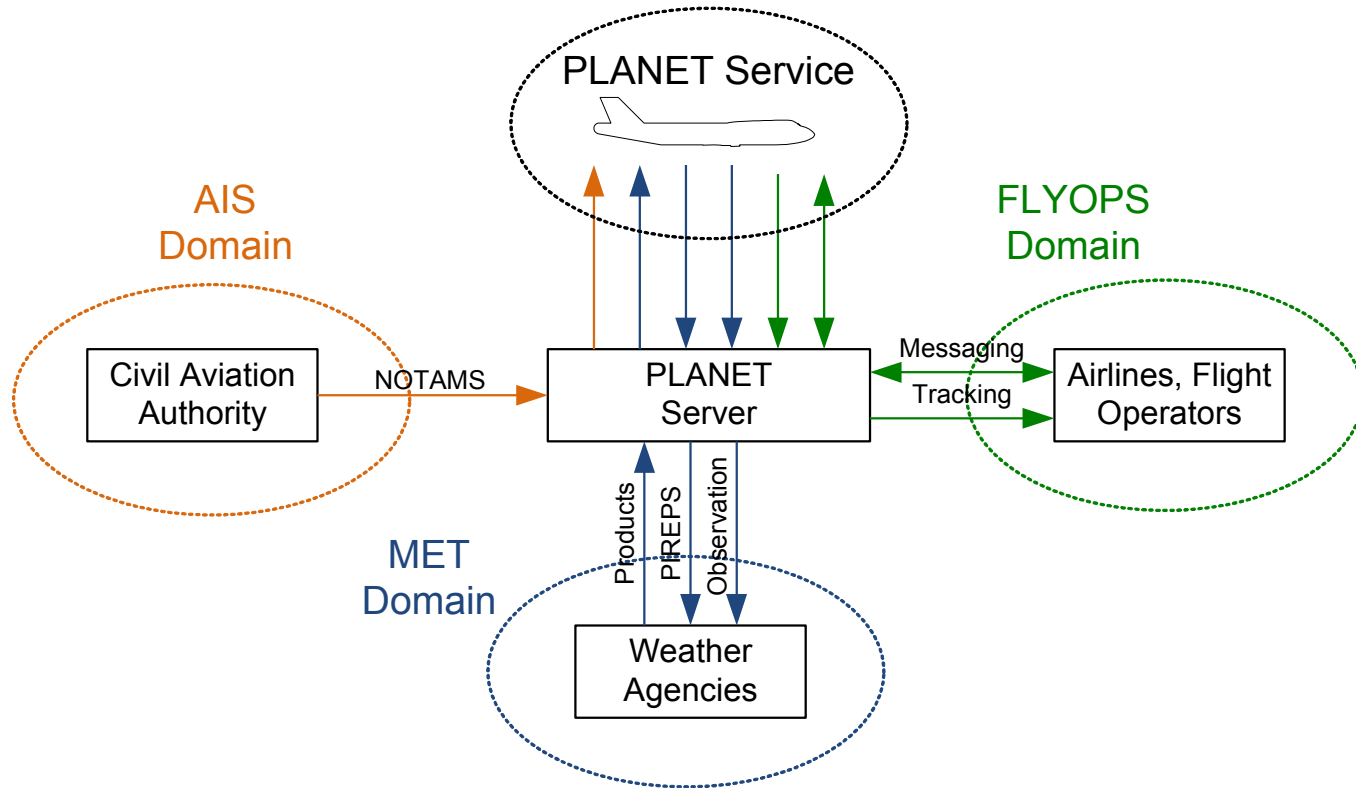 PLANET Service
AIS
Domain
FLYOPS
Domain
Civil Aviation
Authority
NOTAMS
PLANET
Server
Messaging
Tracking
Airlines, Flight
Operators
Products
PIREPS
Observation
MET
Domain
Weather
Agencies